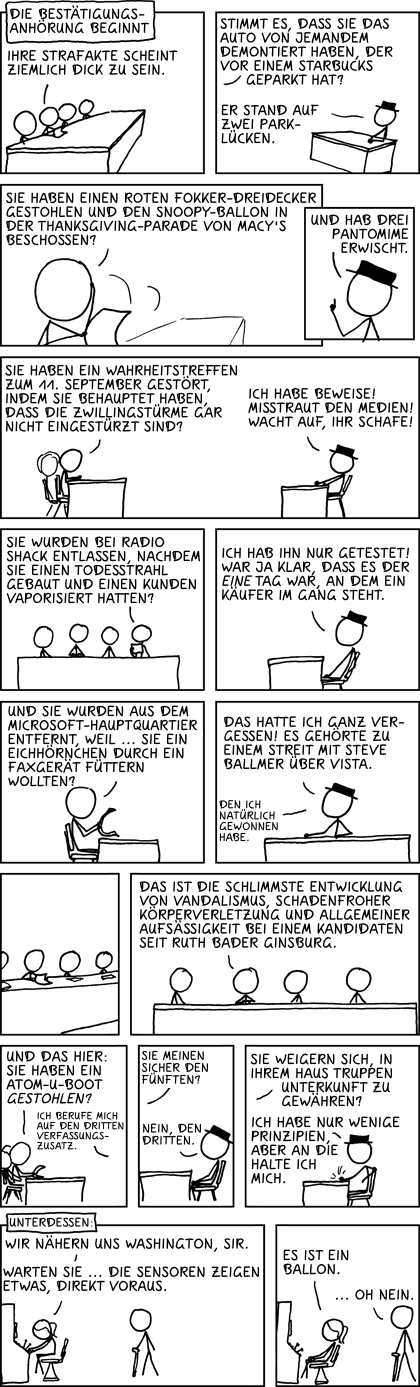 DIE BESTÄTIGUNGS-
ANHÖRUNG BEGINNT
IHRE STRAFAKTE SCHEINT
ZIEMLICH DICK ZU SEIN.
STIMMT ES, DASS SIE DAS
AUTO VON JEMANDEM
DEMONTIERT HABEN, DER
VOR EINEM STARBUCKS
GEPARKT HAT?
ER STAND AUF
ZWEI PARK-
LÜCKEN.
SIE HABEN EINEN ROTEN FOKKER-DREIDECKER
GESTOHLEN UND DEN SNOOPY-BALLON IN
DER THANKSGIVING-PARADE VON MACY'S
BESCHOSSEN?
UND HAB DREI
PANTOMIME
ERWISCHT.
SIE HABEN EIN WAHRHEITSTREFFEN
ZUM 11. SEPTEMBER GESTÖRT,
INDEM SIE BEHAUPTET HABEN,
DASS DIE ZWILLINGSTÜRME GAR
NICHT EINGESTÜRZT SIND?
ICH HABE BEWEISE!
MISSTRAUT DEN MEDIEN!
WACHT AUF, IHR SCHAFE!
SIE WURDEN BEI RADIO
SHACK ENTLASSEN, NACHDEM
SIE EINEN TODESSTRAHL
GEBAUT UND EINEN KUNDEN
VAPORISIERT HATTEN?
ICH HAB IHN NUR GETESTET!
WAR JA KLAR, DASS ES DER
EINE TAG WAR, AN DEM EIN
KÄUFER IM GANG STEHT.
UND SIE WURDEN AUS DEM
MICROSOFT-HAUPTQUARTIER
ENTFERNT, WEIL ... SIE EIN
EICHHÖRNCHEN DURCH EIN
FAXGERÄT FÜTTERN
WOLLTEN?
DAS HATTE ICH GANZ VER-
GESSEN! ES GEHÖRTE ZU
EINEM STREIT MIT STEVE
BALLMER ÜBER VISTA.
DEN ICH
NATÜRLICH
GEWONNEN
HABE.
DAS IST DIE SCHLIMMSTE ENTWICKLUNG
VON VANDALISMUS, SCHADENFROHER
KÖRPERVERLETZUNG UND ALLGEMEINER
AUFSÄSSIGKEIT BEI EINEM KANDIDATEN
SEIT RUTH BADER GINSBURG.
UND DAS HIER:
SIE HABEN EIN
ATOM-U-BOOT
GESTOHLEN?
ICH BERUFE MICH
AUF DEN DRITTEN
VERFASSUNGS-
ZUSATZ.
SIE MEINEN
SICHER DEN
FÜNFTEN?
NEIN, DEN
DRITTEN.
SIE WEIGERN SICH, IN
IHREM HAUS TRUPPEN
UNTERKUNFT ZU
GEWÄHREN?
ICH HABE NUR WENIGE
PRINZIPIEN,
ABER AN DIE
HALTE ICH
MICH.
UNTERDESSEN:
WIR NÄHERN UNS WASHINGTON, SIR.
WARTEN SIE ... DIE SENSOREN ZEIGEN
ETWAS, DIREKT VORAUS.
ES IST EIN
BALLON.
... OH NEIN.